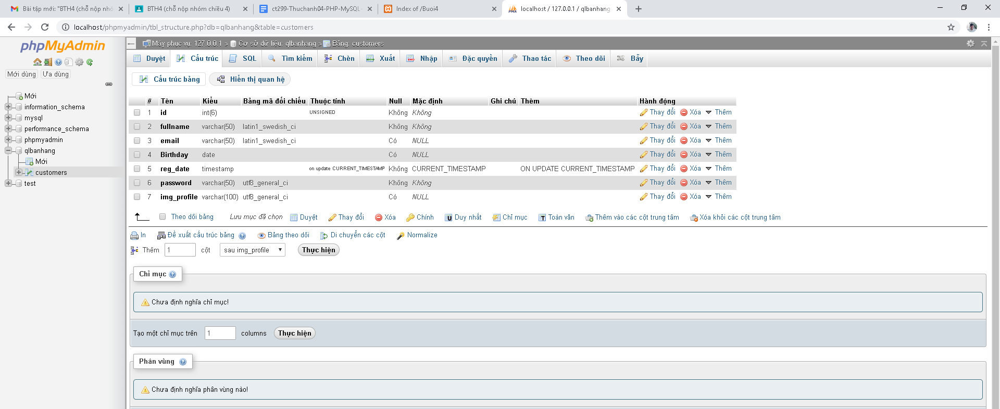 Bài tập mới: "BTH4 (chỗ nộp nhó
BTH4 (chỗ nộp nhóm chiều 4)
ct299-Thuchanh04-PHP-MySQL
Index of /Buoi4
localhost / 127.0.0.1 / qlbanhang
localhost/phpmyadmin/tbl_structure.php?db=qlbanhang&table=customers
phpMyAdmin
Mới dùng Ưa dùng
Mới
information_schema
mysql
performance_schema
phpmyadmin
qlbanhang
Mới
customers
test
Máy phục vụ: 127.0.0.1 » Cơ sở dữ liệu: qlbanhang » Bảng: customers
Duyệt Cấu trúc SQL Tìm kiếm Chèn Xuất Nhập Đặc quyền Thao tác Theo dõi Bẫy
Cấu trúc bảng Hiển thị quan hệ
# Tên Kiểu Bảng mã đối chiếu Thuộc tính Null Mặc định Ghi chú Thêm Hành động
1 id int(6) UNSIGNED Không Không Thay đổi Xóa Thêm
2 fullname varchar(50) latin1_swedish_ci Không Không Thay đổi Xóa Thêm
3 email varchar(50) latin1_swedish_ci Có NULL Thay đổi Xóa Thêm
4 Birthday date Có NULL Thay đổi Xóa Thêm
5 reg_date timestamp on update CURRENT_TIMESTAMP Không CURRENT_TIMESTAMP ON UPDATE CURRENT_TIMESTAMP Thay đổi Xóa Thêm
6 password varchar(50) utf8_general_ci Không Không Thay đổi Xóa Thêm
7 img_profile varchar(100) utf8_general_ci Có NULL Thay đổi Xóa Thêm
Theo dõi bảng Lưu mục đã chọn Duyệt Thay đổi Xóa Chính Duy nhất Chỉ mục Toàn văn Thêm vào các cột trung tâm Xóa khỏi các cột trung tâm
In Đề xuất cấu trúc bảng Bảng theo dõi Di chuyển các cột Normalize
Thêm 1 cột sau img_profile Thực hiện
Chỉ mục
Chưa định nghĩa chỉ mục!
Tạo một chỉ mục trên 1 columns Thực hiện
Phân vùng
Chưa định nghĩa phân vùng nào!